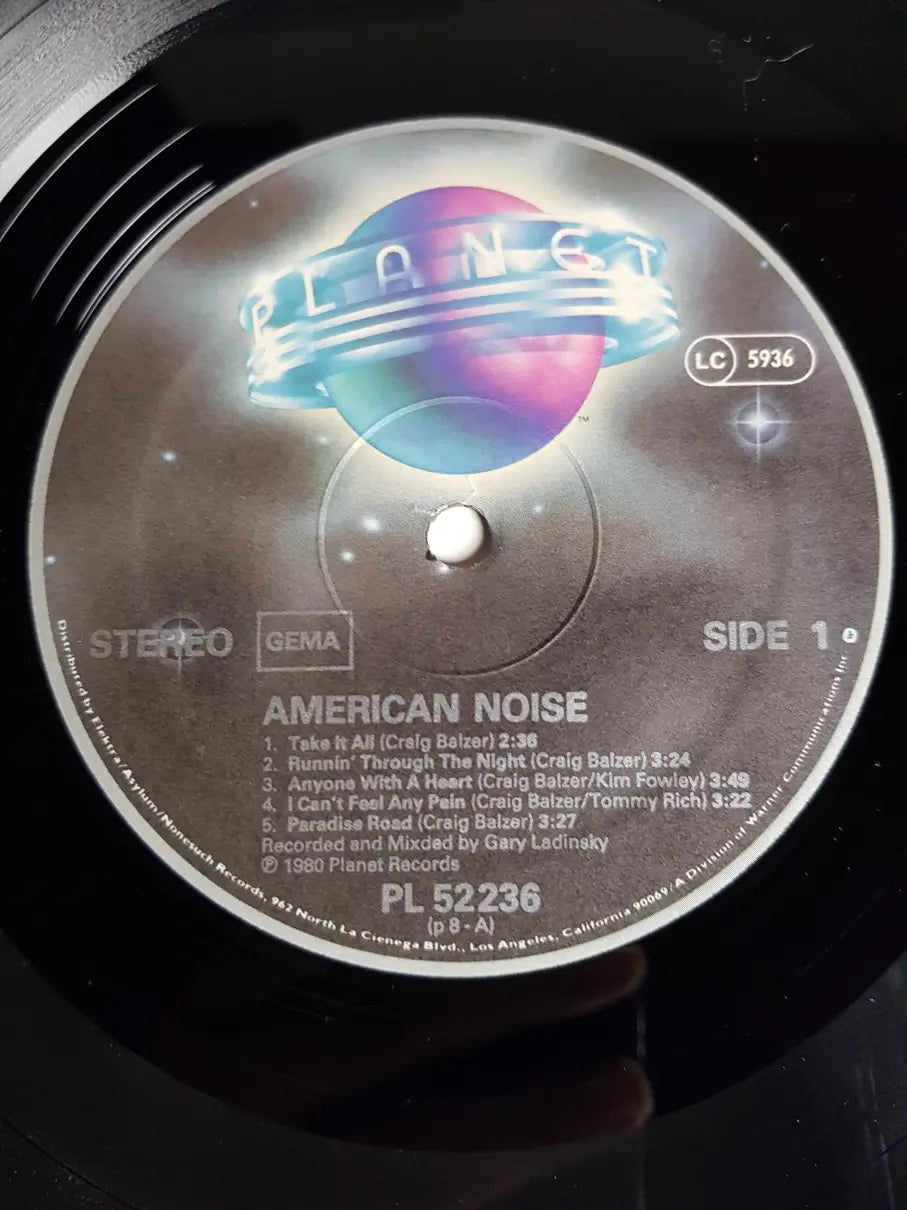 PLANET
™
LC 5936
STEREO GEMA SIDE 1
AMERICAN NOISE
1. Take It All (Craig Balzer) 2:36
2. Runnin' Through The Night (Craig Balzer) 3:24
3. Anyone With A Heart (Craig Balzer/Kim Fowley) 3:49
4. I Can't Feel Any Pain (Craig Balzer/Tommy Rich) 3:22
5. Paradise Road (Craig Balzer) 3:27
Recorded and Mixded by Gary Ladinsky
℗ 1980 Planet Records
PL 52236
(p 8 - A)
Distributed by Elektra/Asylum/Nonesuch Records, 962 North La Cienega Blvd., Los Angeles, California 90069/A Division of Warner Communications Inc.